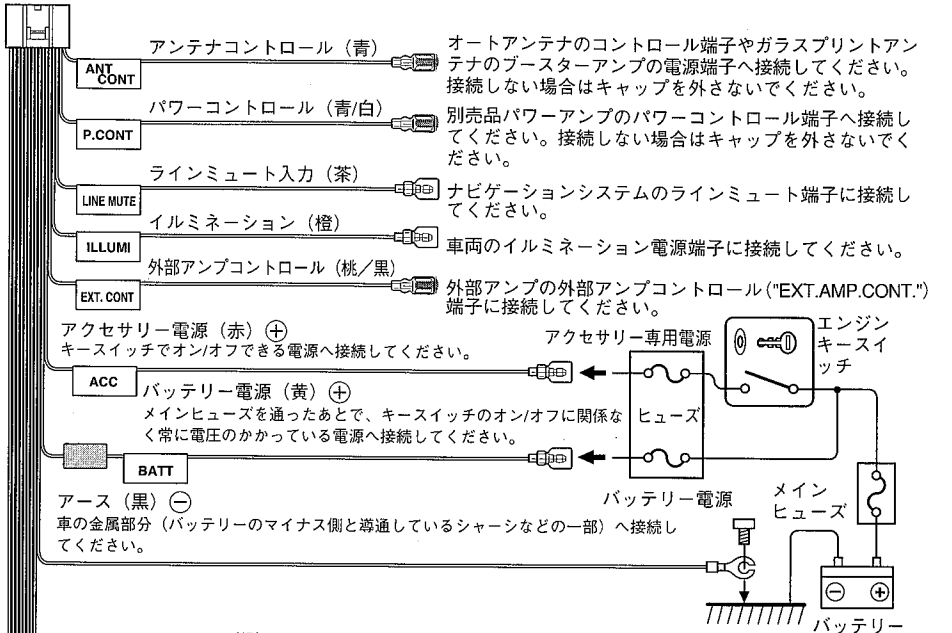 アンテナコントロール（青）
ANT
CONT
オートアンテナのコントロール端子やガラスプリントアン
テナのブースターアンプの電源端子へ接続してください。
接続しない場合はキャップを外さないでください。
パワーコントロール（青/白）
P.CONT
別売品パワーアンプのパワーコントロール端子へ接続し
てください。接続しない場合はキャップを外さないでく
ださい。
ラインミュート入力（茶）
LINE MUTE
ナビゲーションシステムのラインミュート端子に接続し
てください。
イルミネーション（橙）
ILLUMI
車両のイルミネーション電源端子に接続してください。
外部アンプコントロール（桃／黒）
EXT. CONT
外部アンプの外部アンプコントロール("EXT.AMP.CONT.")
端子に接続してください。
アクセサリー電源（赤）⊕
キースイッチでオン/オフできる電源へ接続してください。
ACC
アクセサリー専用電源
エンジン
キースイ
ッチ
バッテリー電源（黄）⊕
メインヒューズを通ったあとで、キースイッチのオン/オフに関係な
く常に電圧のかかっている電源へ接続してください。
BATT
ヒューズ
バッテリー電源
メイン
ヒューズ
アース（黒）⊖
車の金属部分（バッテリーのマイナス側と導通しているシャーシなどの一部）へ接続し
てください。
⊖ ⊕
バッテリー